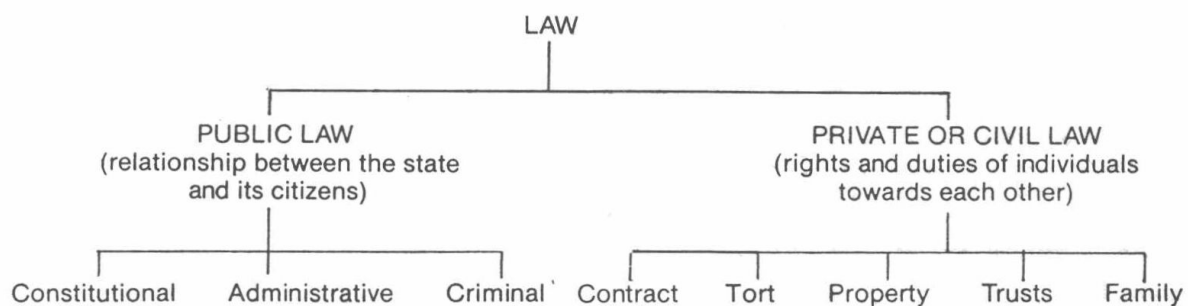 LAW
PUBLIC LAW
(relationship between the state
and its citizens)
PRIVATE OR CIVIL LAW
(rights and duties of individuals
towards each other)
Constitutional Administrative Criminal Contract Tort Property Trusts Family